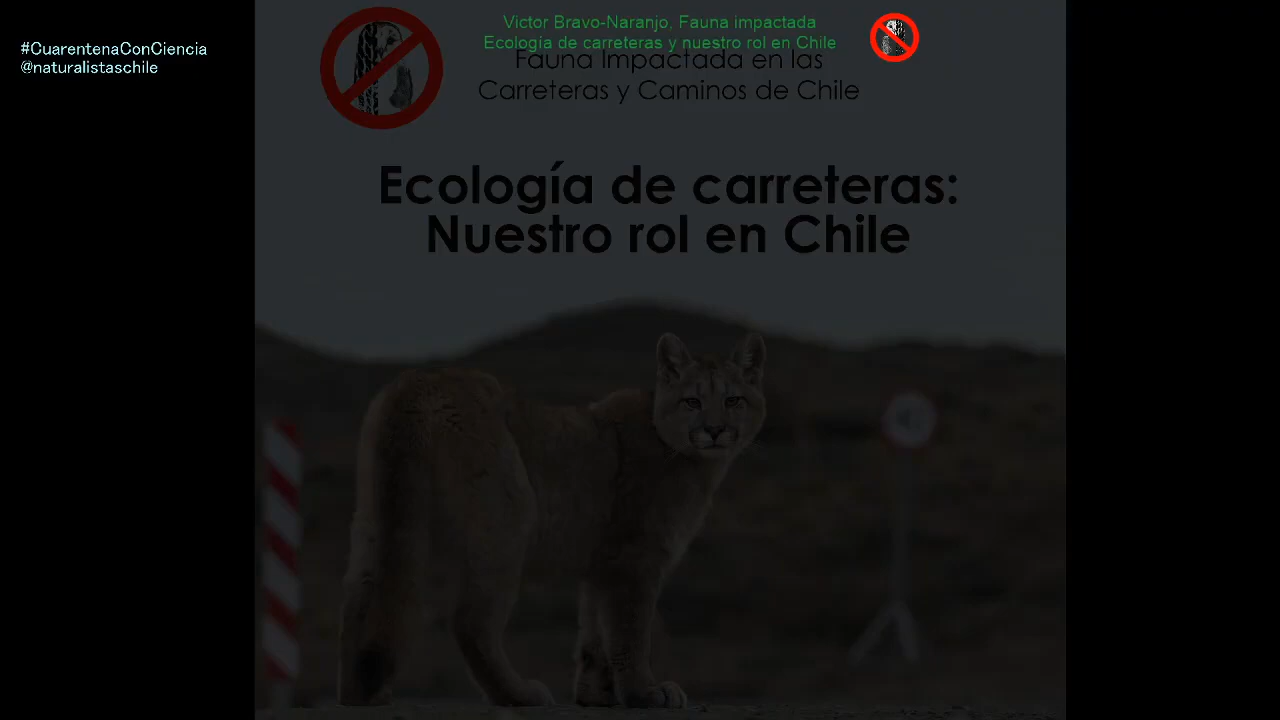 #CuarentenaConCiencia
@naturalistaschile
Victor Bravo-Naranjo, Fauna impactada
Ecología de carreteras y nuestro rol en Chile
Fauna Impactada en las
Carreteras y Caminos de Chile
Ecología de carreteras:
Nuestro rol en Chile